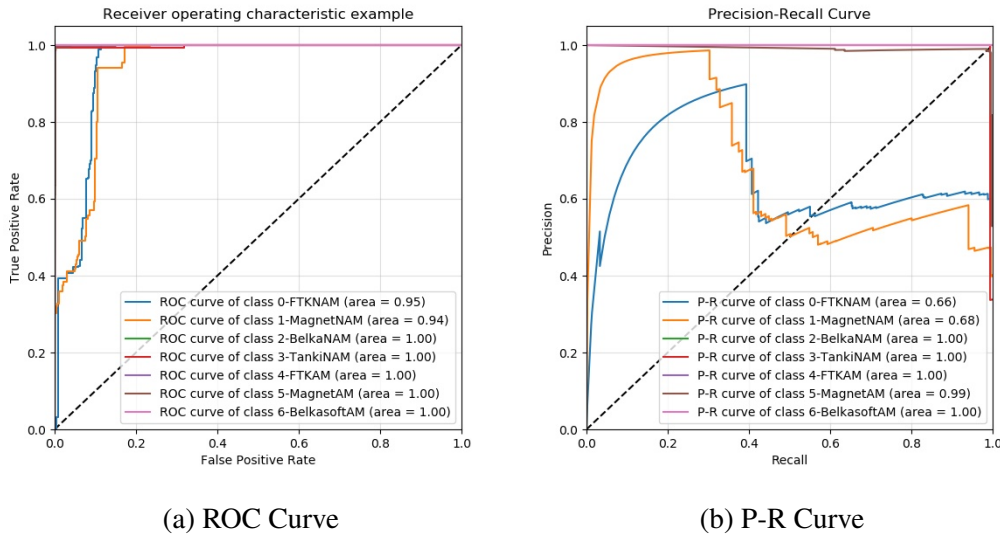 Receiver operating characteristic example
True Positive Rate
1.0
0.8
0.6
0.4
0.2
0.0
ROC curve of class 0-FTKNAM (area = 0.95)
ROC curve of class 1-MagnetNAM (area = 0.94)
ROC curve of class 2-BelkaNAM (area = 1.00)
ROC curve of class 3-TankiNAM (area = 1.00)
ROC curve of class 4-FTKAM (area = 1.00)
ROC curve of class 5-MagnetAM (area = 1.00)
ROC curve of class 6-BelkasoftAM (area = 1.00)
0.0 0.2 0.4 0.6 0.8 1.0
False Positive Rate
(a) ROC Curve
Precision-Recall Curve
Precision
1.0
0.8
0.6
0.4
0.2
0.0
P-R curve of class 0-FTKNAM (area = 0.66)
P-R curve of class 1-MagnetNAM (area = 0.68)
P-R curve of class 2-BelkaNAM (area = 1.00)
P-R curve of class 3-TankiNAM (area = 1.00)
P-R curve of class 4-FTKAM (area = 1.00)
P-R curve of class 5-MagnetAM (area = 0.99)
P-R curve of class 6-BelkasoftAM (area = 1.00)
0.0 0.2 0.4 0.6 0.8 1.0
Recall
(b) P-R Curve